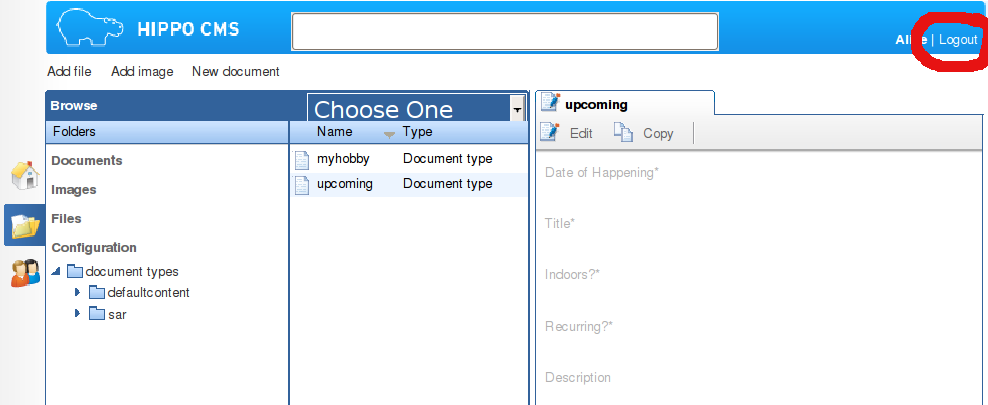 HIPPO CMS
| Logout
Add file Add image New document
Browse Choose One
Folders Name Type
Documents
Images
Files
Configuration
document types
defaultcontent
sar
myhobby Document type
upcoming Document type
upcoming
Edit Copy
Date of Happening*
Title*
Indoors?*
Recurring?*
Description